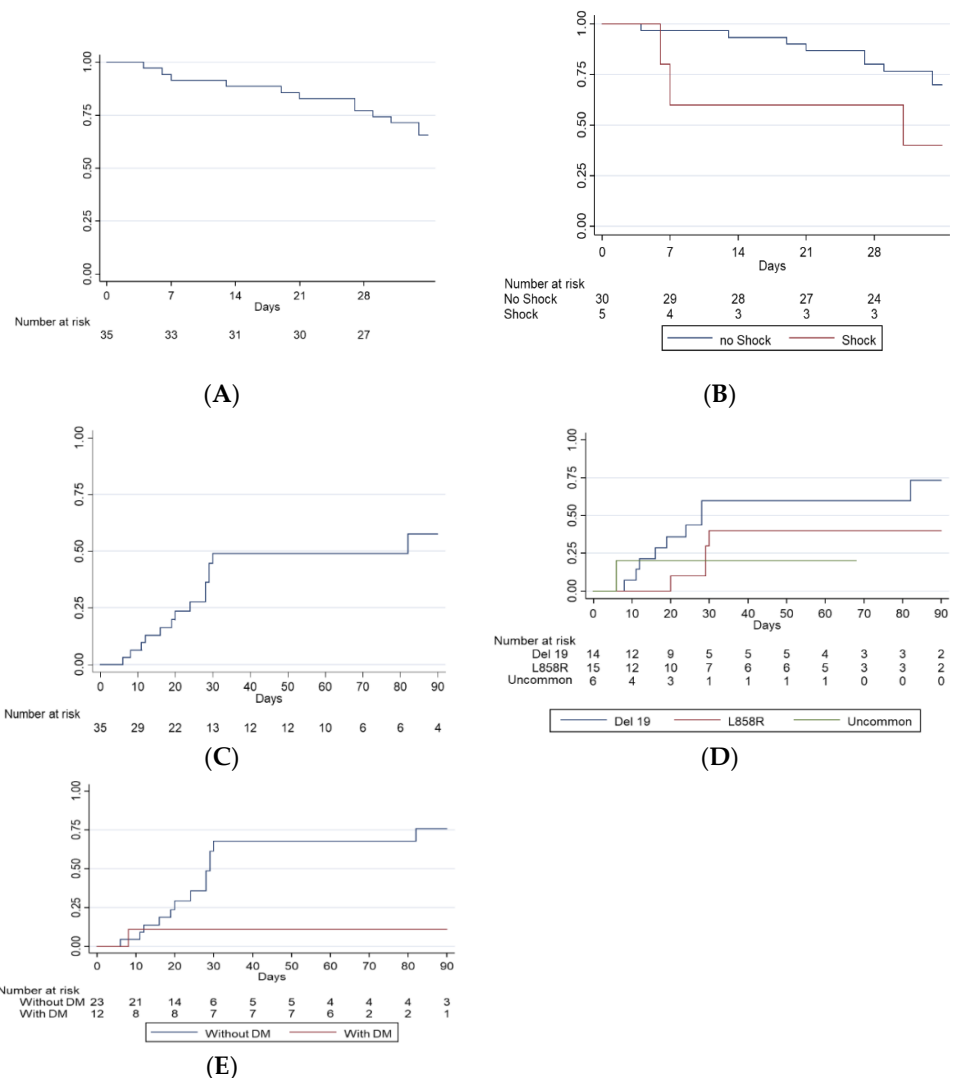 1.00
0.75
0.50
0.25
0.00
0 7 14 21 28
Days
Number at risk
35 33 31 30 27
(A)
1.00
0.75
0.50
0.25
0.00
0 7 14 21 28
Days
Number at risk
No Shock 30 29 28 27 24
Shock 5 4 3 3 3
no Shock Shock
(B)
1.00
0.75
0.50
0.25
0.00
0 10 20 30 40 50 60 70 80 90
Days
Number at risk
35 29 22 13 12 12 10 6 6 4
(C)
1.00
0.75
0.50
0.25
0.00
0 10 20 30 40 50 60 70 80 90
Days
Number at risk
Del 19 14 12 9 5 5 5 4 3 3 2
L858R 15 12 10 7 6 6 5 3 3 2
Uncommon 6 4 3 1 1 1 1 0 0 0
Del 19 L858R Uncommon
(D)
1.00
0.75
0.50
0.25
0.00
0 10 20 30 40 50 60 70 80 90
Days
Number at risk
Without DM 23 21 14 6 5 5 4 4 4 3
With DM 12 8 8 7 7 7 6 2 2 1
Without DM With DM
(E)